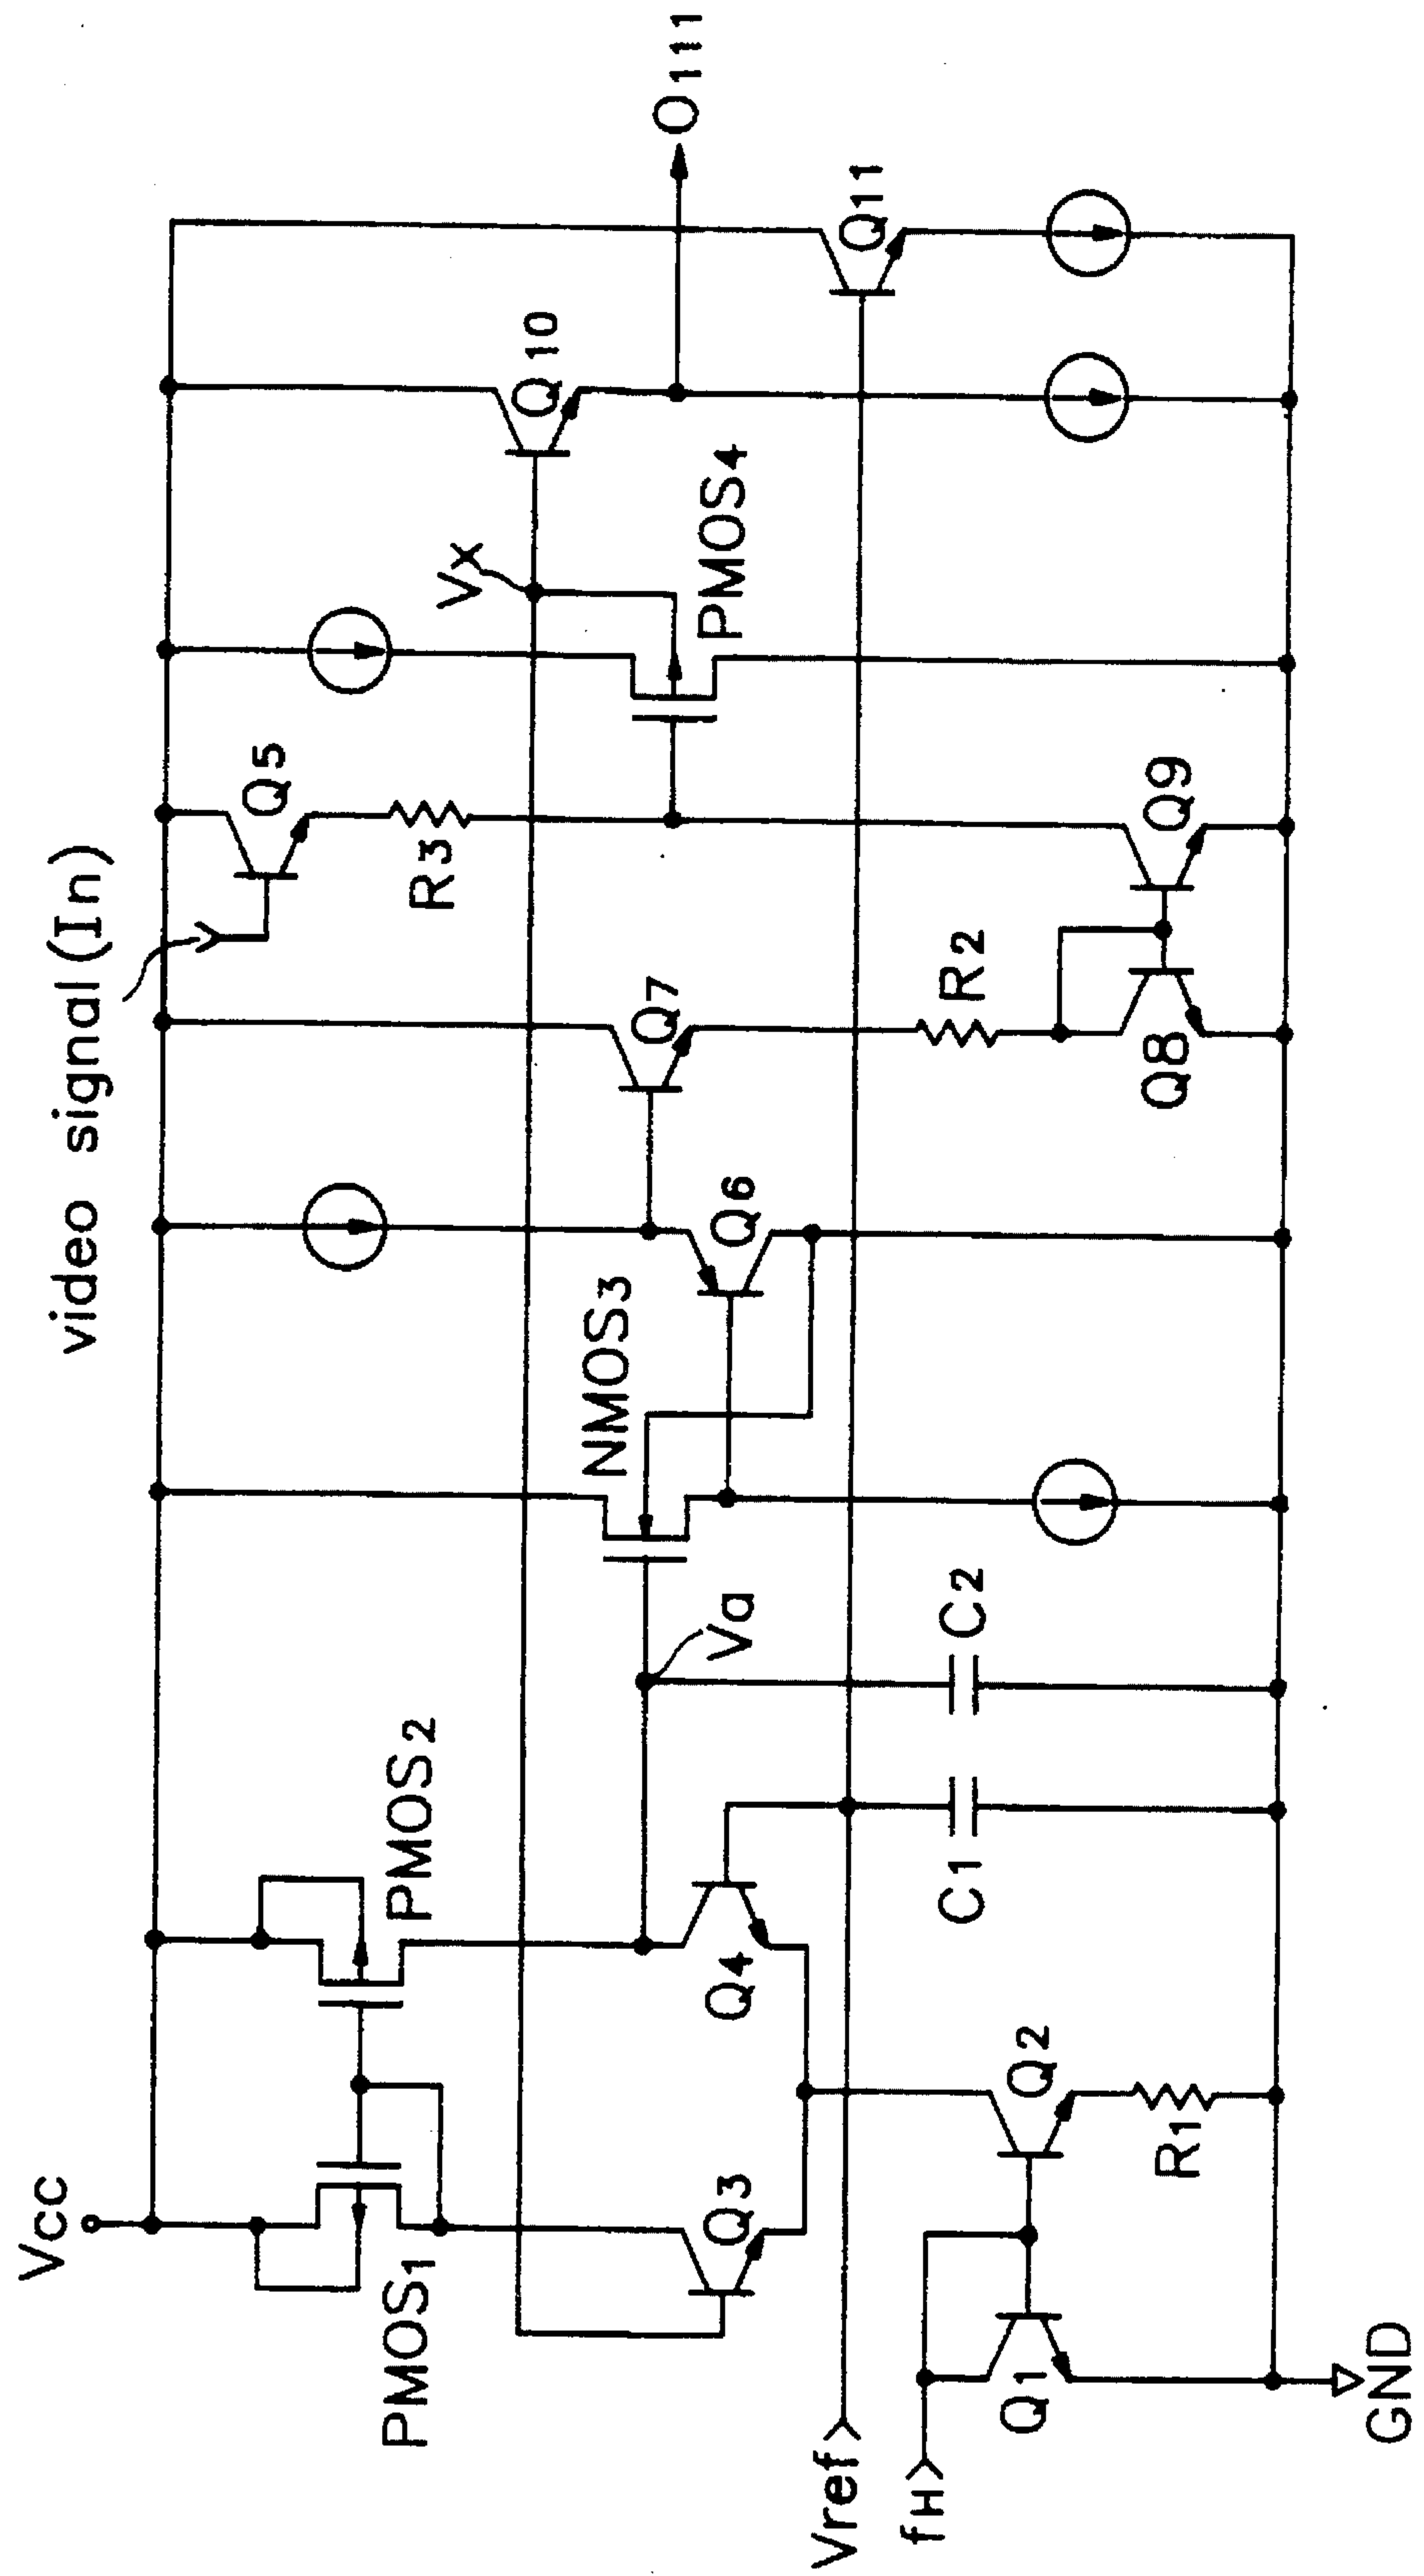 Vcc
PMOS1
PMOS2
video signal(In)
Q5
R3
Vx
Q10
O111
NMOS3
Q7
PMOS4
Va
Q6
Q3
Q4
Q11
Vref
fH
C1
C2
R2
Q1
Q2
R1
Q8
Q9
GND